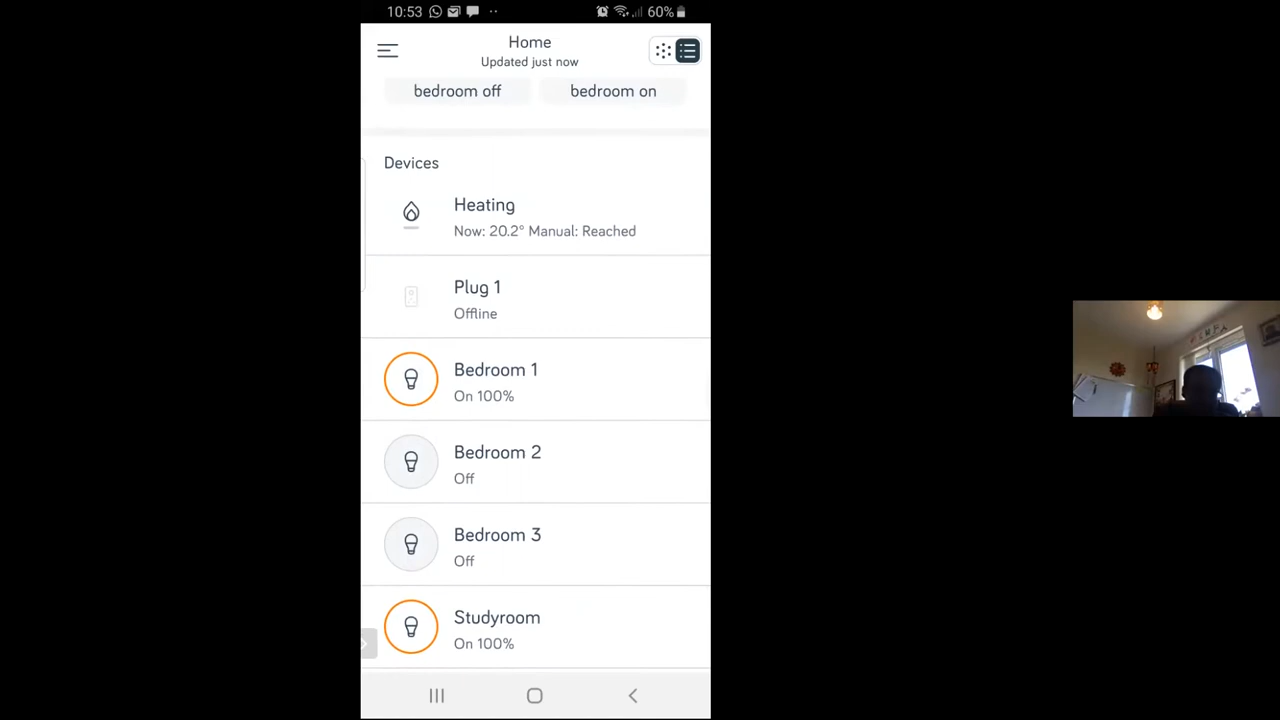 10:53
60%
Home
Updated just now
bedroom off
bedroom on
Devices
Heating
Now: 20.2° Manual: Reached
Plug 1
Offline
Bedroom 1
On 100%
Bedroom 2
Off
Bedroom 3
Off
Studyroom
On 100%